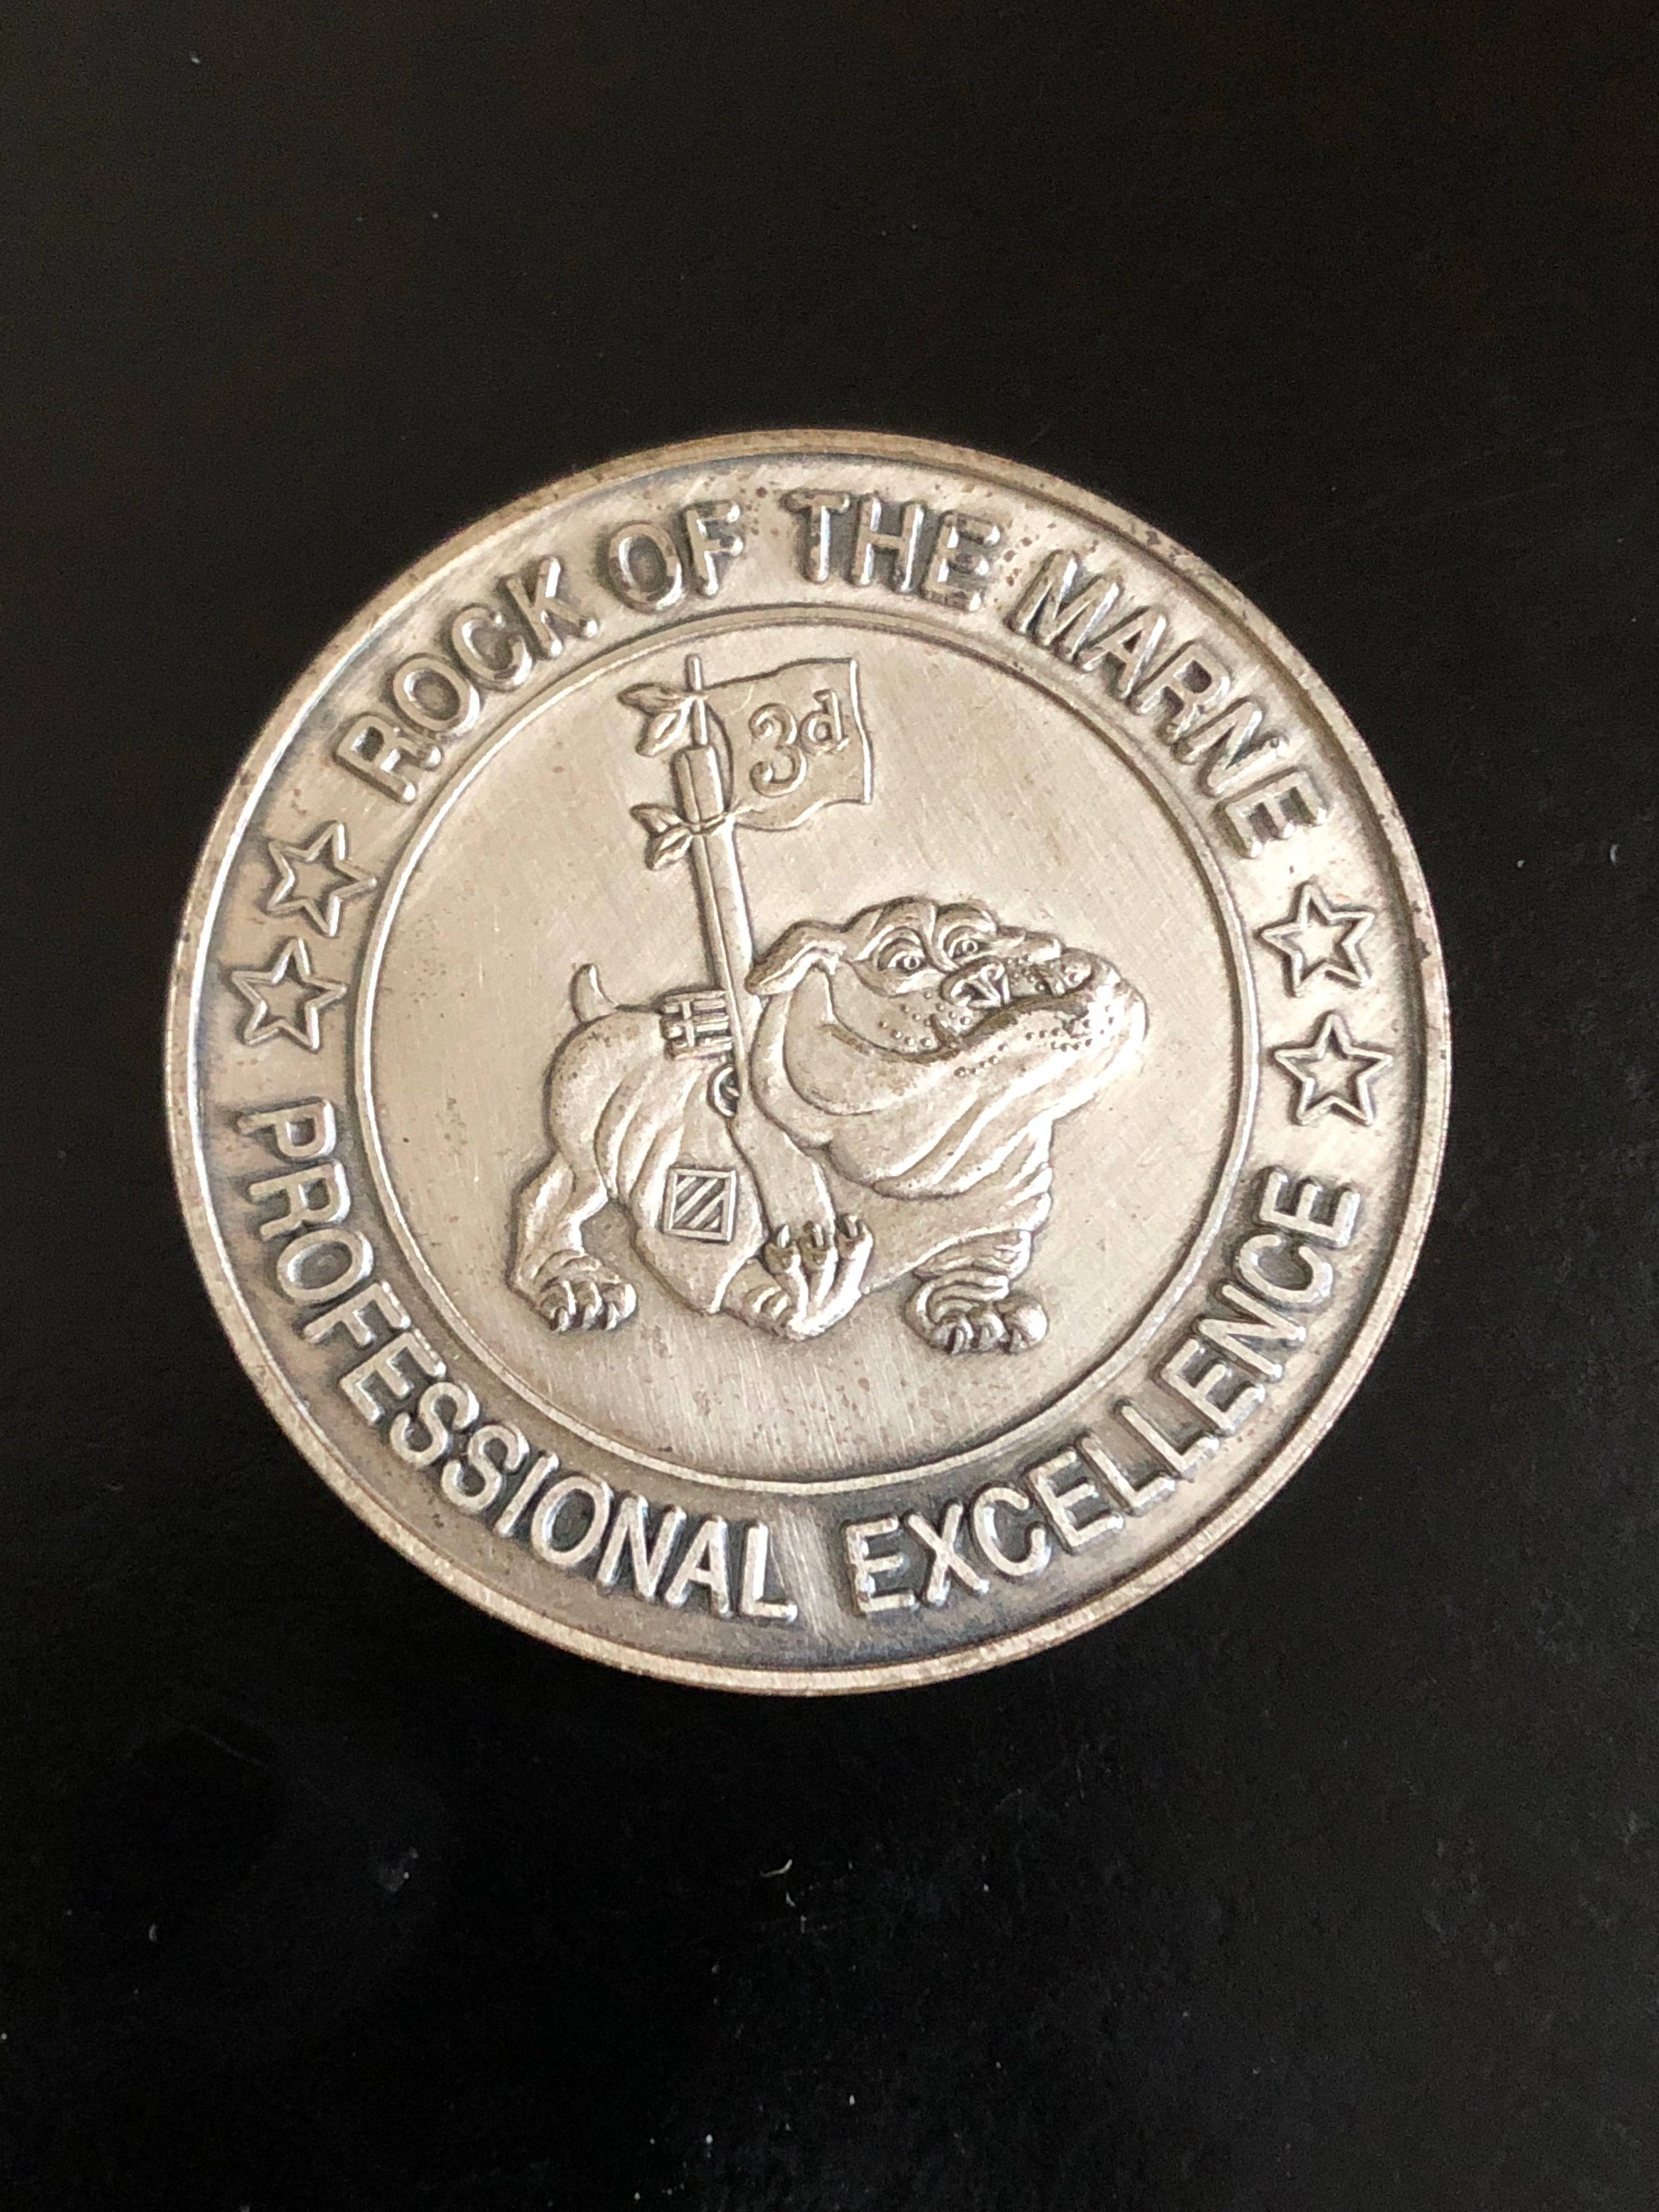 ROCK OF THE MARNE
3d
PROFESSIONAL EXCELLENCE